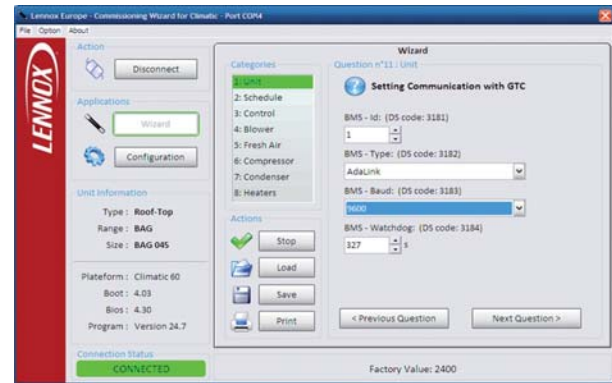 Lennox Europe - Commissioning Wizard for Climatic - Port COM4
File Option About
Action
Disconnect
Applications
Wizard
Configuration
Unit Information
Type : Roof-Top
Range : BAG
Size : BAG 045
Plateform : Climatic 60
Boot : 4.03
Bios : 4.30
Program : Version 24.7
Connection Status
CONNECTED
LENNOX
Wizard
Categories
1: Unit
2: Schedule
3: Control
4: Blower
5: Fresh Air
6: Compressor
7: Condenser
8: Heaters
Actions
Stop
Load
Save
Print
Question n°11 : Unit
Setting Communication with GTC
BMS - Id: (DS code: 3181)
1
BMS - Type: (DS code: 3182)
AdaLink
BMS - Baud: (DS code: 3183)
9600
BMS - Watchdog: (DS code: 3184)
327 s
< Previous Question
Next Question >
Factory Value: 2400